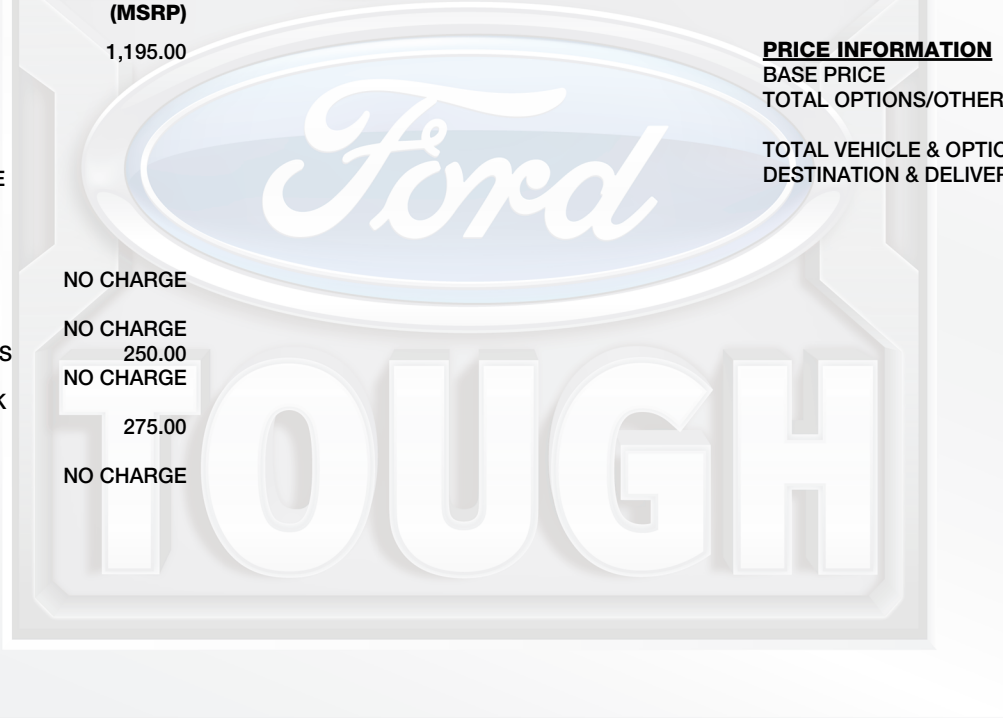 (MSRP)
1,195.00
E
NO CHARGE
NO CHARGE
S 250.00
NO CHARGE
K
275.00
NO CHARGE
PRICE INFORMATION
BASE PRICE
TOTAL OPTIONS/OTHER
TOTAL VEHICLE & OPTIO
DESTINATION & DELIVER
Ford
TOUGH